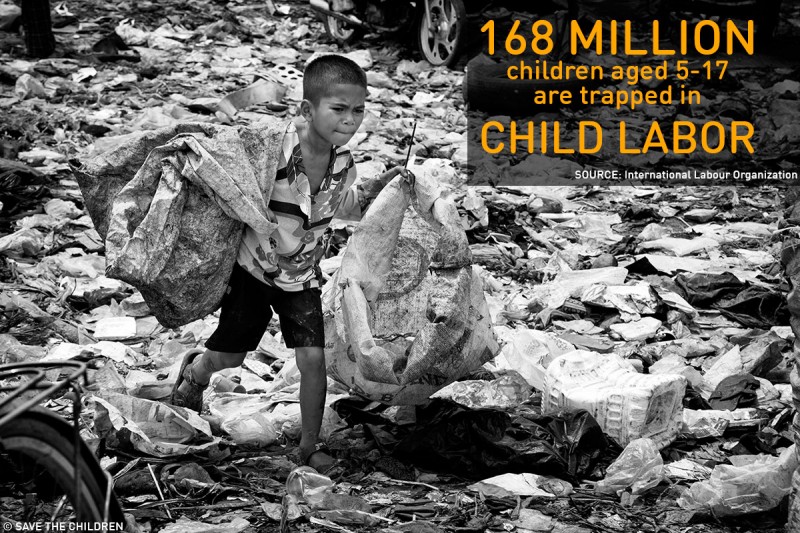 168 MILLION
children aged 5-17
are trapped in
CHILD LABOR
SOURCE: International Labour Organization
© SAVE THE CHILDREN